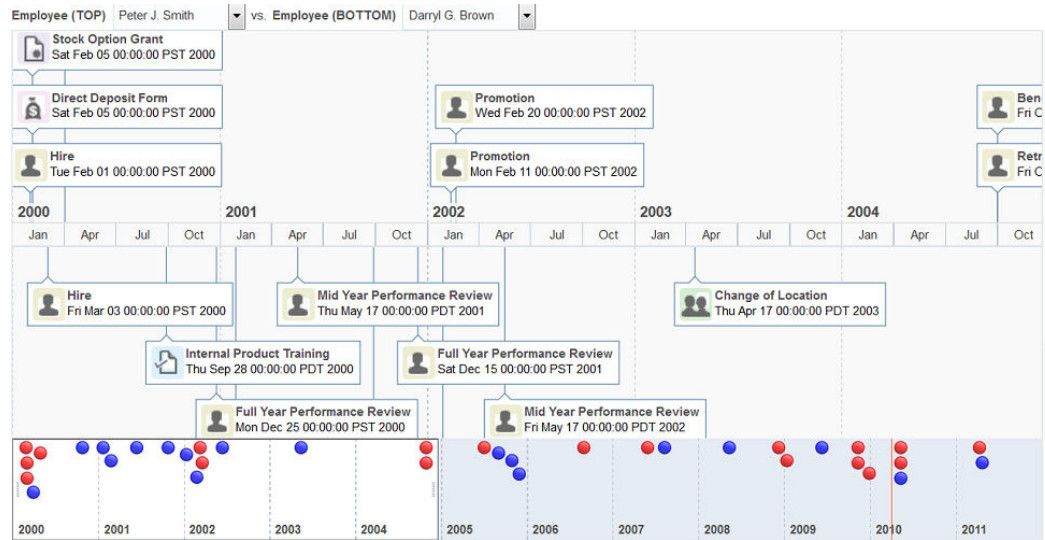 Employee (TOP) Peter J. Smith vs. Employee (BOTTOM) Darryl G. Brown
Stock Option Grant
Sat Feb 05 00:00:00 PST 2000
Direct Deposit Form
Sat Feb 05 00:00:00 PST 2000
Promotion
Wed Feb 20 00:00:00 PST 2002
Ben
Fri O
Hire
Tue Feb 01 00:00:00 PST 2000
Promotion
Mon Feb 11 00:00:00 PST 2002
Retr
Fri O
2000 2001 2002 2003 2004
Jan Apr Jul Oct Jan Apr Jul Oct Jan Apr Jul Oct Jan Apr Jul Oct Jan Apr Jul Oct
Hire
Fri Mar 03 00:00:00 PST 2000
Mid Year Performance Review
Thu May 17 00:00:00 PDT 2001
Change of Location
Thu Apr 17 00:00:00 PDT 2003
Internal Product Training
Thu Sep 28 00:00:00 PDT 2000
Full Year Performance Review
Sat Dec 15 00:00:00 PST 2001
Full Year Performance Review
Mon Dec 25 00:00:00 PST 2000
Mid Year Performance Review
Fri May 17 00:00:00 PDT 2002
2000 2001 2002 2003 2004 2005 2006 2007 2008 2009 2010 2011